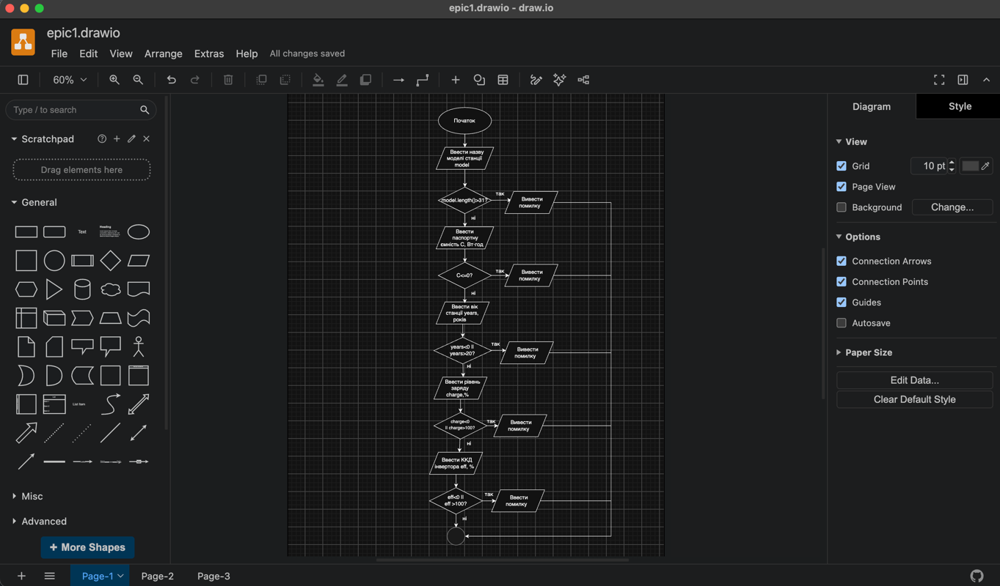 epic1.drawio - draw.io
epic1.drawio
File Edit View Arrange Extras Help All changes saved
60%
Type / to search
Scratchpad
Drag elements here
General
Text
Heading
List Item
Misc
Advanced
+ More Shapes
Початок
Ввести назву
моделі станції
model
model.length()>31?
так
Вивести
помилку
ні
Ввести
паспортну
ємність C, Вт·год
C<=0?
так
Вивести
помилку
ні
Ввести вік
станції years,
років
years<0 ||
years>20?
так
Вивести
помилку
ні
Ввести рівень
заряду
charge,%
charge<0
|| charge>100?
так
Вивести
помилку
ні
Ввести ККД
інвертора eff, %
eff<0 ||
eff >100?
так
Ввести
помилку
ні
Diagram Style
View
Grid 10 pt
Page View
Background Change...
Options
Connection Arrows
Connection Points
Guides
Autosave
Paper Size
Edit Data...
Clear Default Style
Page-1 Page-2 Page-3